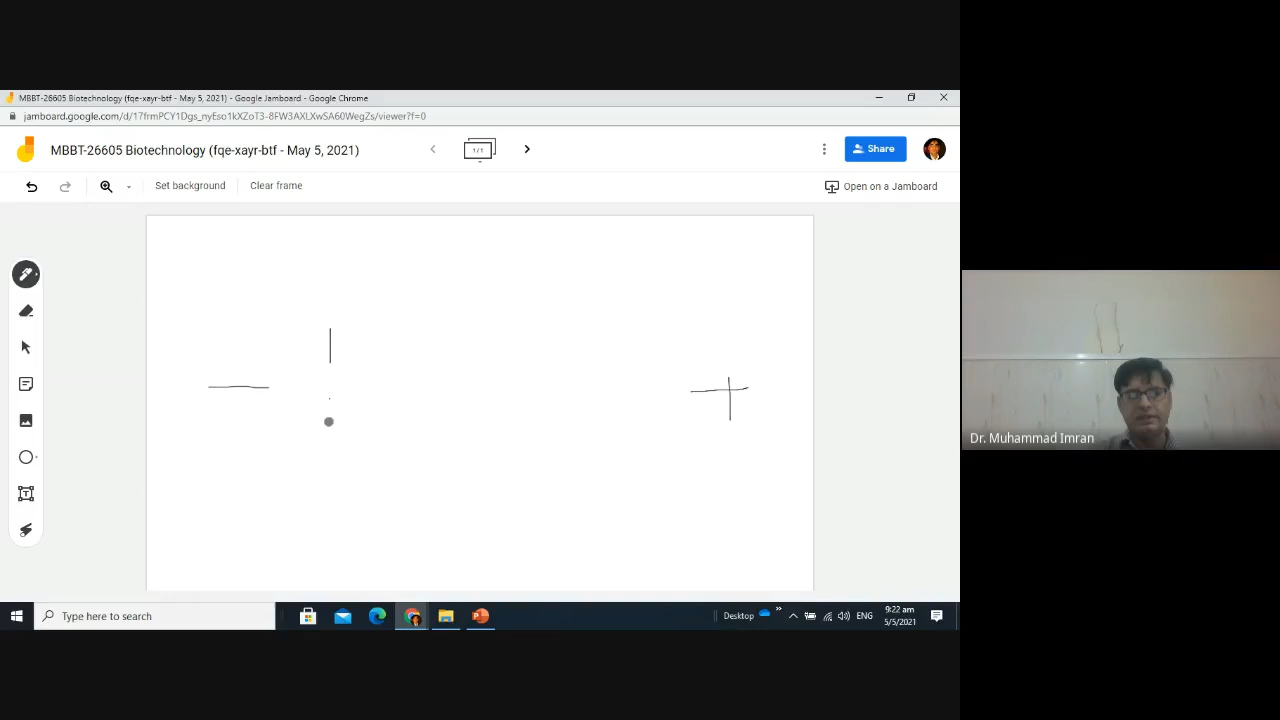 MBBT-26605 Biotechnology (fqe-xayr-btf - May 5, 2021) - Google Jamboard - Google Chrome
jamboard.google.com/d/17frmPCY1Dgs_nyEso1kXZoT3-8FW3AXLXwSA60WegZs/viewer?f=0
MBBT-26605 Biotechnology (fqe-xayr-btf - May 5, 2021)
1/1
Share
Set background
Clear frame
Open on a Jamboard
— +
Dr. Muhammad Imran
Type here to search
Desktop
ENG
9:22 am
5/5/2021